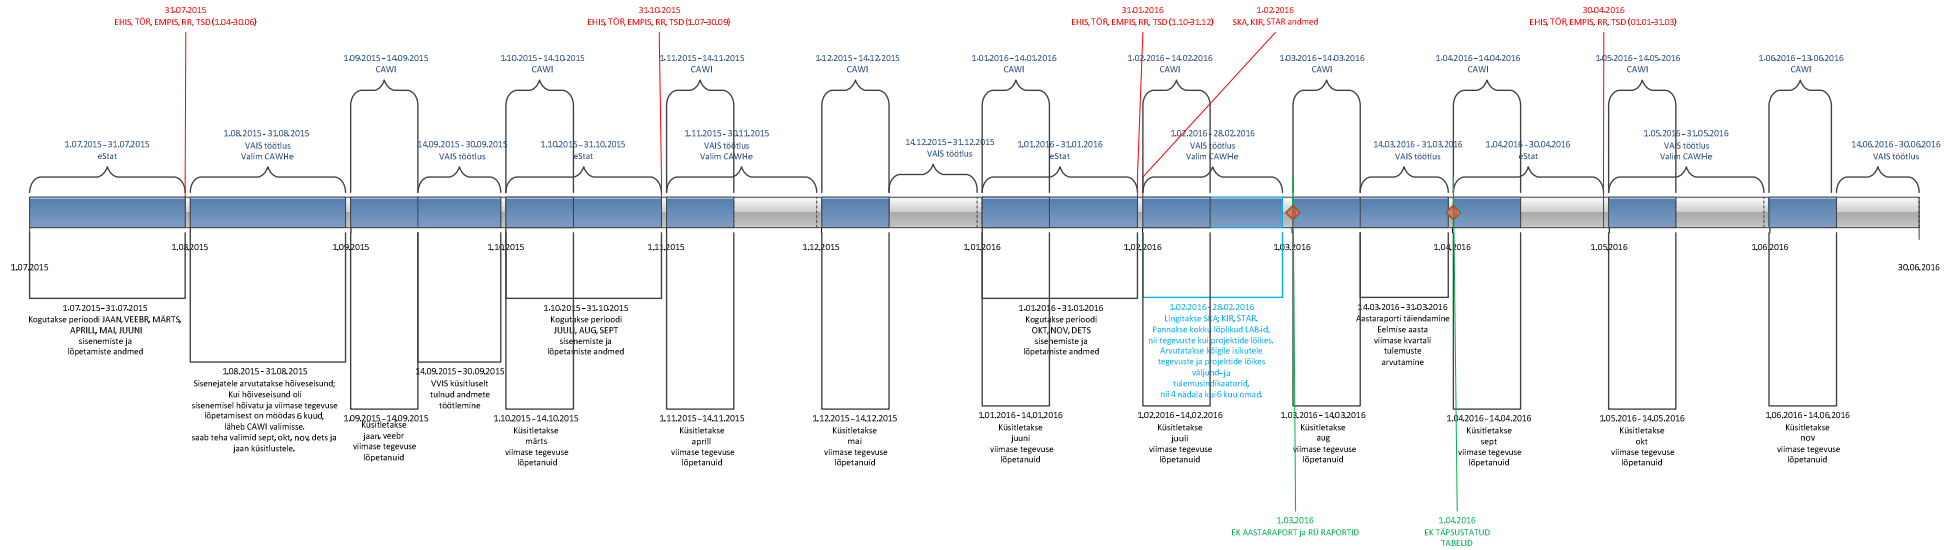 31.07.2015
EHIS, TÖR, EMPIS, RR, TSD (1.04-30.06)
31.10.2015
EHIS, TÖR, EMPIS, RR, TSD (1.07-30.09)
31.01.2016
EHIS, TÖR, EMPIS, RR, TSD (1.10-31.12)
1.02.2016
SKA, KIR, STAR andmed
30.04.2016
EHIS, TÖR, EMPIS, RR, TSD (01.01-31.03)
1.09.2015 - 14.09.2015
CAWI
1.10.2015 - 14.10.2015
CAWI
1.11.2015 - 14.11.2015
CAWI
1.12.2015 - 14.12.2015
CAWI
1.01.2016 - 14.01.2016
CAWI
1.02.2016 - 14.02.2016
CAWI
1.03.2016 - 14.03.2016
CAWI
1.04.2016 - 14.04.2016
CAWI
1.05.2016 - 14.05.2016
CAWI
1.06.2016 - 13.06.2016
CAWI
1.07.2015 - 31.07.2015
eStat
1.08.2015 - 31.08.2015
VAIS töötlus
Valim CAWHe
14.09.2015 - 30.09.2015
VAIS töötlus
1.10.2015 - 31.10.2015
eStat
1.11.2015 - 30.11.2015
VAIS töötlus
Valim CAWHe
14.12.2015 - 31.12.2015
VAIS töötlus
1.01.2016 - 31.01.2016
eStat
1.02.2016 - 28.02.2016
VAIS töötlus
Valim CAWHe
14.03.2016 - 31.03.2016
VAIS töötlus
1.04.2016 - 30.04.2016
eStat
1.05.2016 - 31.05.2016
VAIS töötlus
Valim CAWHe
14.06.2016 - 30.06.2016
VAIS töötlus
1.07.2015
1.08.2015
1.09.2015
1.10.2015
1.11.2015
1.12.2015
1.01.2016
1.02.2016
1.03.2016
1.04.2016
1.05.2016
1.06.2016
30.06.2016
1.07.2015 - 31.07.2015
Kogutakse perioodi JAAN, VEEBR, MÄRTS,
APRILL, MAI, JUUNI
sisenemiste ja
lõpetamiste andmed
1.08.2015 - 31.08.2015
Sisenejatele arvutatakse hõiveseisund;
Kui hõiveseisund oli
sisenemisel hõivatu ja viimase tegevuse
lõpetamisest on möödas 6 kuud,
läheb CAWI valimisse.
saab teha valimid sept, okt, nov, dets ja
jaan küsitlustele.
1.09.2015 - 14.09.2015
Küsitletakse
jaan, veebr
viimase tegevuse
lõpetanuid
14.09.2015 - 30.09.2015
VVIS küsitluselt
tulnud andmete
töötlemine
1.10.2015 - 31.10.2015
Kogutakse perioodi
JUULI, AUG, SEPT
sisenemiste ja
lõpetamiste andmed
1.10.2015 - 14.10.2015
Küsitletakse
märts
viimase tegevuse
lõpetanuid
1.11.2015 - 14.11.2015
Küsitletakse
aprill
viimase tegevuse
lõpetanuid
1.12.2015 - 14.12.2015
Küsitletakse
mai
viimase tegevuse
lõpetanuid
1.01.2016 - 31.01.2016
Kogutakse perioodi
OKT, NOV, DETS
sisenemiste ja
lõpetamiste andmed
1.01.2016 - 14.01.2016
Küsitletakse
juuni
viimase tegevuse
lõpetanuid
1.02.2016 - 28.02.2016
Lingitakse SKA, KIR, STAR.
Pannakse kokku lõplikud LAB-id,
nii tegevuste kui projektide lõikes.
Arvutatakse kõigile isikutele
tegevuste ja projektide lõikes
väljund- ja
tulemusindikaatorid,
nii 4 nädala kui 6 kuu omad.
1.02.2016 - 14.02.2016
Küsitletakse
juuli
viimase tegevuse
lõpetanuid
1.03.2016 - 14.03.2016
Küsitletakse
aug
viimase tegevuse
lõpetanuid
14.03.2016 - 31.03.2016
Aastaraporti täiendamine
Eelmise aasta
viimase kvartali
tulemuste
arvutamine
1.04.2016 - 14.04.2016
Küsitletakse
sept
viimase tegevuse
lõpetanuid
1.05.2016 - 14.05.2016
Küsitletakse
okt
viimase tegevuse
lõpetanuid
1.06.2016 - 14.06.2016
Küsitletakse
nov
viimase tegevuse
lõpetanuid
1.03.2016
EK AASTARAPORT ja RÜ RAPORTID
1.04.2016
EK TÄPSUSTATUD
TABELID